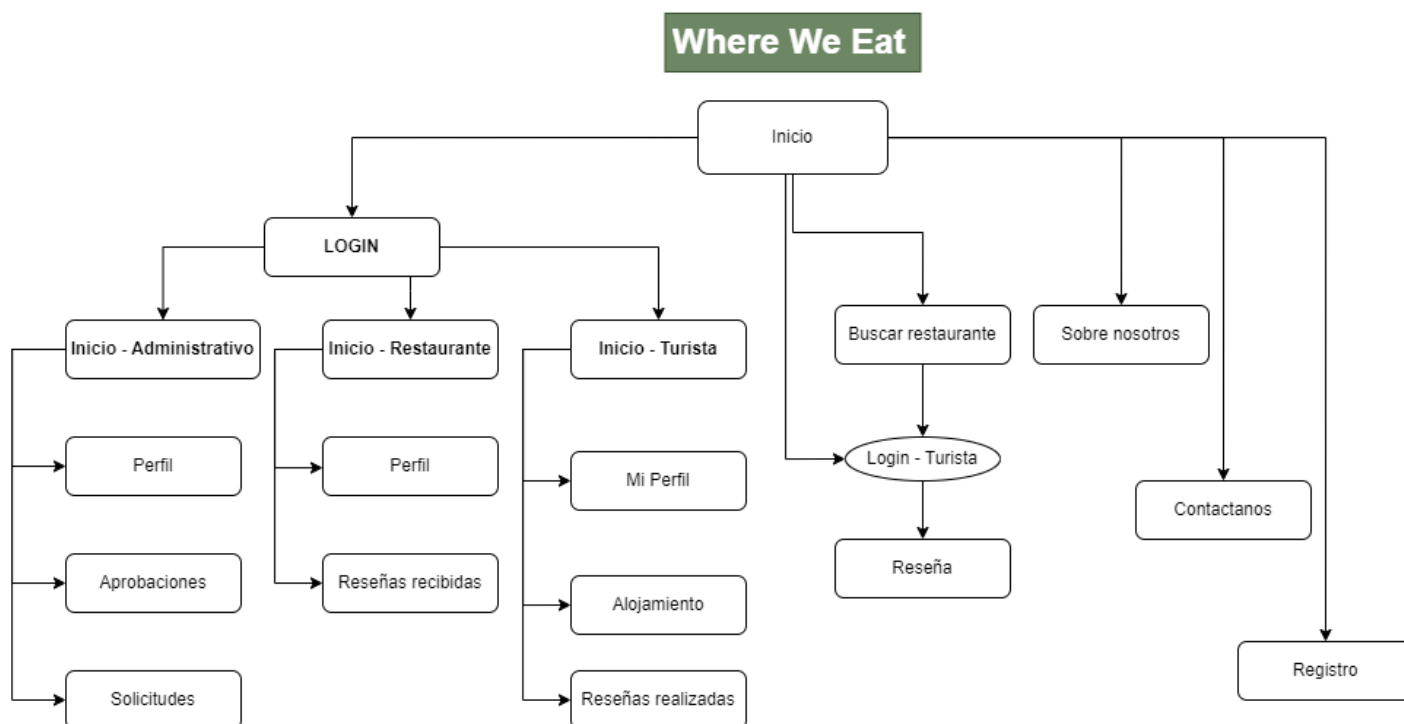 Where We Eat
Inicio
LOGIN
Inicio - Administrativo
Inicio - Restaurante
Inicio - Turista
Buscar restaurante
Sobre nosotros
Perfil
Perfil
Mi Perfil
Login - Turista
Contactanos
Aprobaciones
Reseñas recibidas
Alojamiento
Reseña
Solicitudes
Reseñas realizadas
Registro